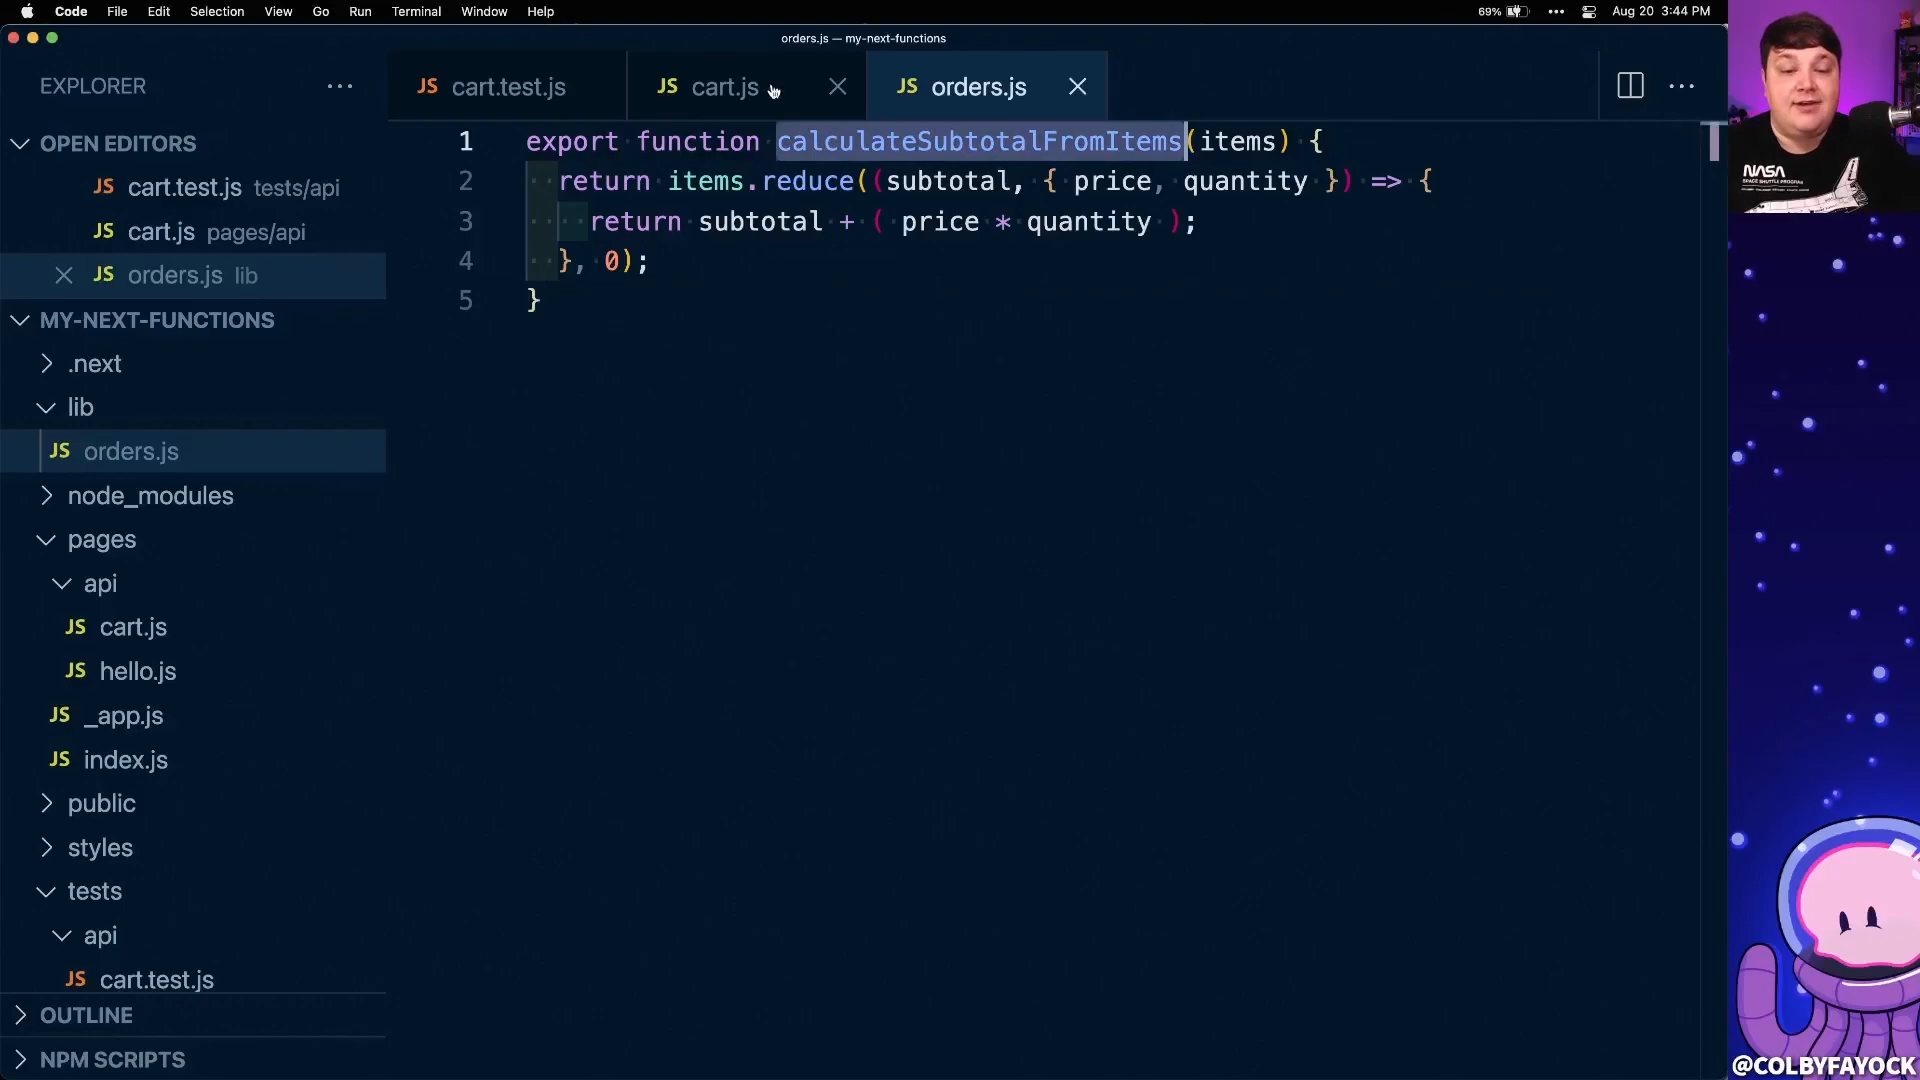 Code File Edit Selection View Go Run Terminal Window Help 69% Aug 20 3:44 PM
orders.js — my-next-functions
EXPLORER
JS cart.test.js JS cart.js JS orders.js
OPEN EDITORS
JS cart.test.js tests/api
JS cart.js pages/api
JS orders.js lib
MY-NEXT-FUNCTIONS
.next
lib
JS orders.js
node_modules
pages
api
JS cart.js
JS hello.js
JS _app.js
JS index.js
public
styles
tests
api
JS cart.test.js
OUTLINE
NPM SCRIPTS
1 export function calculateSubtotalFromItems(items) {
2 return items.reduce((subtotal, { price, quantity }) => {
3 return subtotal + ( price * quantity );
4 }, 0);
5 }
NASA
SPACE SHUTTLE PROGRAM
@COLBYFAYOCK